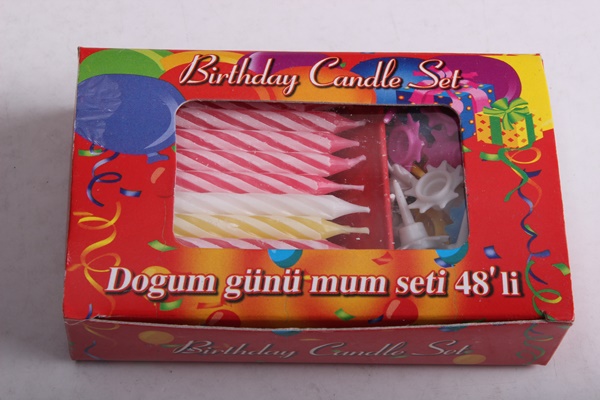 Birthday Candle Set
Dogum günü mum seti 48'li
Birthday Candle Set